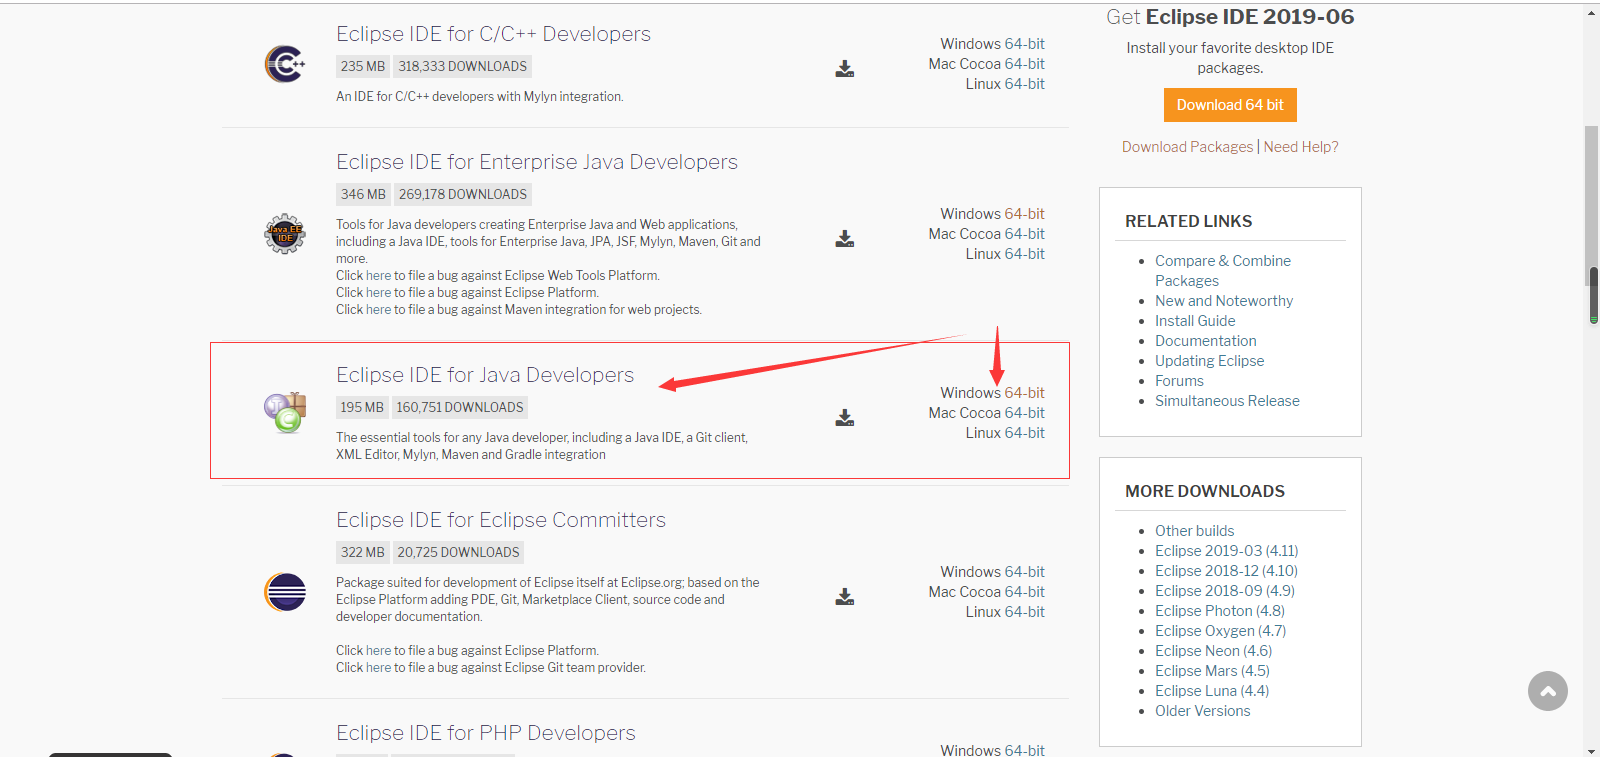 Eclipse IDE for C/C++ Developers
235 MB 318,333 DOWNLOADS
An IDE for C/C++ developers with Mylyn integration.
Windows 64-bit
Mac Cocoa 64-bit
Linux 64-bit
C++
Eclipse IDE for Enterprise Java Developers
346 MB 269,178 DOWNLOADS
Tools for Java developers creating Enterprise Java and Web applications,
including a Java IDE, tools for Enterprise Java, JPA, JSF, Mylyn, Maven, Git and
more.
Click here to file a bug against Eclipse Web Tools Platform.
Click here to file a bug against Eclipse Platform.
Click here to file a bug against Maven integration for web projects.
Java EE
IDE
Windows 64-bit
Mac Cocoa 64-bit
Linux 64-bit
Eclipse IDE for Java Developers
195 MB 160,751 DOWNLOADS
The essential tools for any Java developer, including a Java IDE, a Git client,
XML Editor, Mylyn, Maven and Gradle integration
J
C
Windows 64-bit
Mac Cocoa 64-bit
Linux 64-bit
Eclipse IDE for Eclipse Committers
322 MB 20,725 DOWNLOADS
Package suited for development of Eclipse itself at Eclipse.org; based on the
Eclipse Platform adding PDE, Git, Marketplace Client, source code and
developer documentation.
Click here to file a bug against Eclipse Platform.
Click here to file a bug against Eclipse Git team provider.
Windows 64-bit
Mac Cocoa 64-bit
Linux 64-bit
Eclipse IDE for PHP Developers
Windows 64-bit
Get Eclipse IDE 2019-06
Install your favorite desktop IDE
packages.
Download 64 bit
Download Packages | Need Help?
RELATED LINKS
Compare & Combine
Packages
New and Noteworthy
Install Guide
Documentation
Updating Eclipse
Forums
Simultaneous Release
MORE DOWNLOADS
Other builds
Eclipse 2019-03 (4.11)
Eclipse 2018-12 (4.10)
Eclipse 2018-09 (4.9)
Eclipse Photon (4.8)
Eclipse Oxygen (4.7)
Eclipse Neon (4.6)
Eclipse Mars (4.5)
Eclipse Luna (4.4)
Older Versions